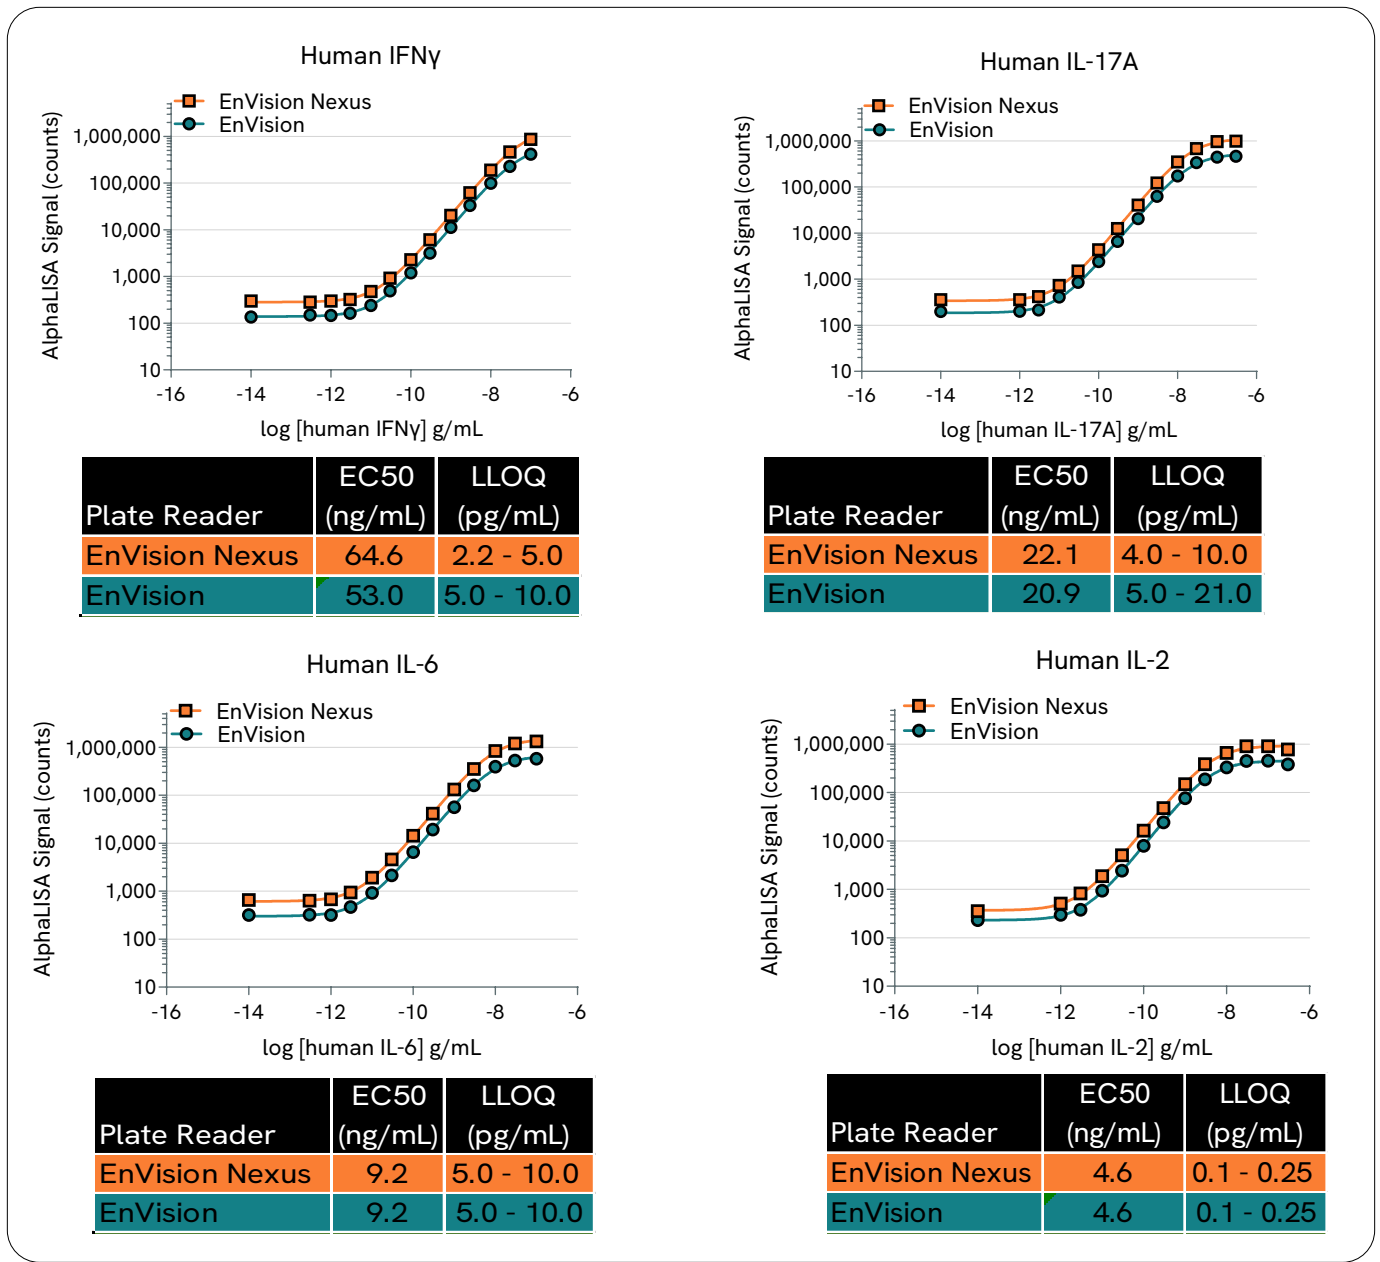 Human IFNγ
EnVision Nexus
EnVision
AlphaLISA Signal (counts)
1,000,000
100,000
10,000
1,000
100
10
-16 -14 -12 -10 -8 -6
log [human IFNγ] g/mL
Plate Reader EC50 (ng/mL) LLOQ (pg/mL)
EnVision Nexus 64.6 2.2 - 5.0
EnVision 53.0 5.0 - 10.0
Human IL-17A
EnVision Nexus
EnVision
AlphaLISA Signal (counts)
1,000,000
100,000
10,000
1,000
100
10
-16 -14 -12 -10 -8 -6
log [human IL-17A] g/mL
Plate Reader EC50 (ng/mL) LLOQ (pg/mL)
EnVision Nexus 22.1 4.0 - 10.0
EnVision 20.9 5.0 - 21.0
Human IL-6
EnVision Nexus
EnVision
AlphaLISA Signal (counts)
1,000,000
100,000
10,000
1,000
100
10
-16 -14 -12 -10 -8 -6
log [human IL-6] g/mL
Plate Reader EC50 (ng/mL) LLOQ (pg/mL)
EnVision Nexus 9.2 5.0 - 10.0
EnVision 9.2 5.0 - 10.0
Human IL-2
EnVision Nexus
EnVision
AlphaLISA Signal (counts)
1,000,000
100,000
10,000
1,000
100
10
-16 -14 -12 -10 -8 -6
log [human IL-2] g/mL
Plate Reader EC50 (ng/mL) LLOQ (pg/mL)
EnVision Nexus 4.6 0.1 - 0.25
EnVision 4.6 0.1 - 0.25